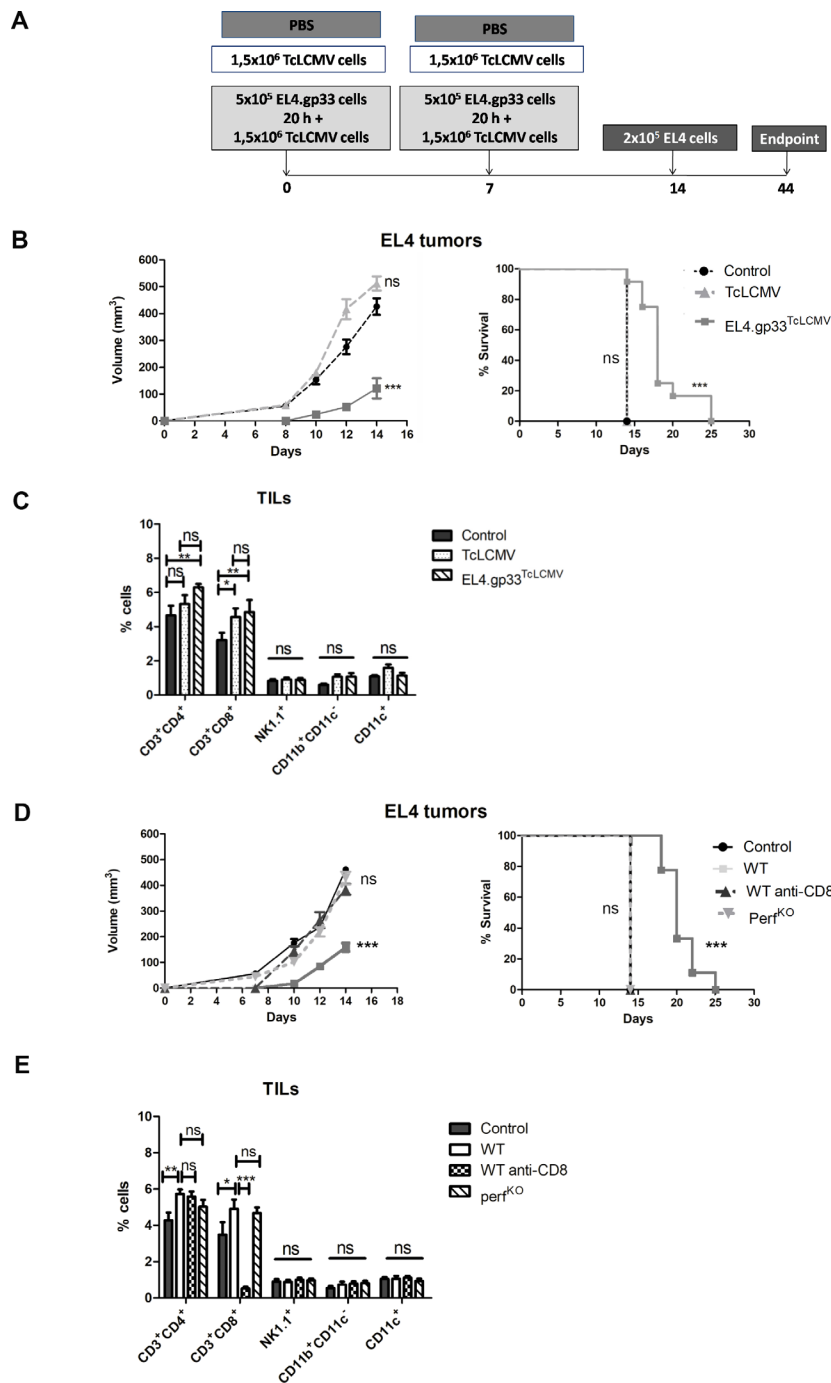 A
PBS
PBS
1,5x10⁶ TcLCMV cells
1,5x10⁶ TcLCMV cells
5x10⁵ EL4.gp33 cells
20 h +
1,5x10⁶ TcLCMV cells
5x10⁵ EL4.gp33 cells
20 h +
1,5x10⁶ TcLCMV cells
2x10⁵ EL4 cells
Endpoint
0 7 14 44
B
EL4 tumors
Volume (mm³)
600
500
400
300
200
100
0
0 2 4 6 8 10 12 14 16
Days
ns
***
% Survival
100
80
60
40
20
0
0 5 10 15 20 25 30
Days
ns
***
Control
TcLCMV
EL4.gp33ᵀᶜᴸᶜᴹⱽ
C
TILs
% cells
10
8
6
4
2
0
ns
**
ns
ns
**
*
ns
ns
ns
CD3⁺CD4⁺
CD3⁺CD8⁺
NK1.1⁺
CD11b⁺CD11c⁻
CD11c⁺
Control
TcLCMV
EL4.gp33ᵀᶜᴸᶜᴹⱽ
D
EL4 tumors
Volume (mm³)
600
500
400
300
200
100
0
0 2 4 6 8 10 12 14 16 18
Days
ns
***
% Survival
100
80
60
40
20
0
0 5 10 15 20 25 30
Days
ns
***
Control
WT
WT anti-CD8
Perfᴷᴼ
E
TILs
% cells
10
8
6
4
2
0
ns
**
ns
ns
*
***
ns
ns
ns
CD3⁺CD4⁺
CD3⁺CD8⁺
NK1.1⁺
CD11b⁺CD11c⁻
CD11c⁺
Control
WT
WT anti-CD8
perfᴷᴼ